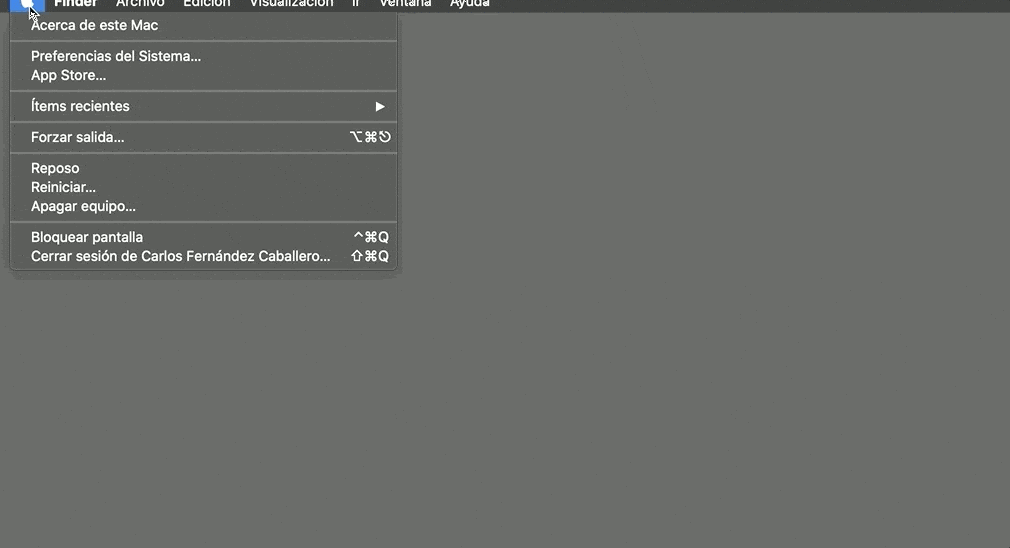 Finder Archivo Edición Visualización Ir Ventana Ayuda
Acerca de este Mac
Preferencias del Sistema...
App Store...
Ítems recientes ▶
Forzar salida... ⌥⌘⎋
Reposo
Reiniciar...
Apagar equipo...
Bloquear pantalla ^⌘Q
Cerrar sesión de Carlos Fernández Caballero... ⇧⌘Q